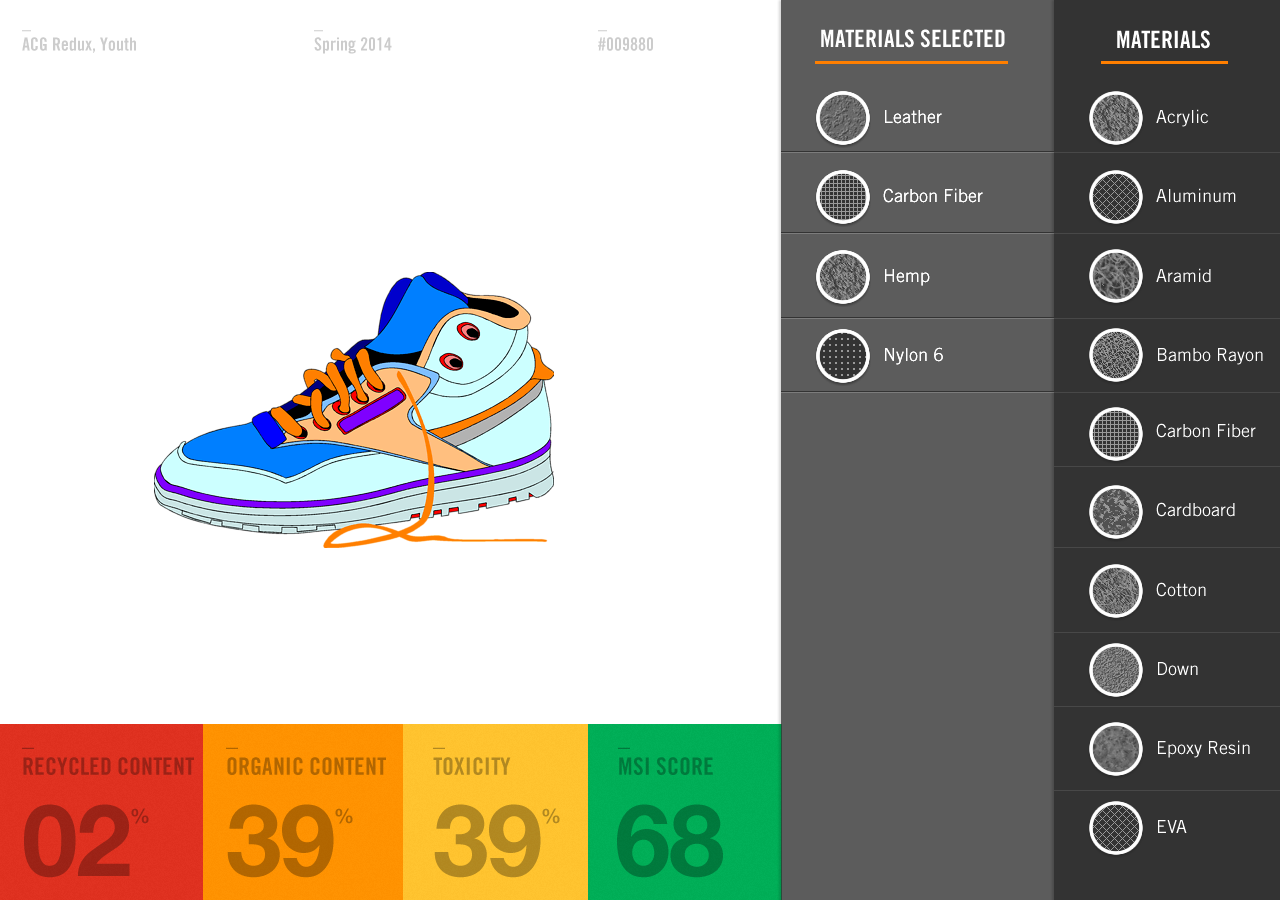 ACG Redux, Youth
Spring 2014
#009880
RECYCLED CONTENT
02%
ORGANIC CONTENT
39%
TOXICITY
39%
MSI SCORE
68
MATERIALS SELECTED
Leather
Carbon Fiber
Hemp
Nylon 6
MATERIALS
Acrylic
Aluminum
Aramid
Bambo Rayon
Carbon Fiber
Cardboard
Cotton
Down
Epoxy Resin
EVA